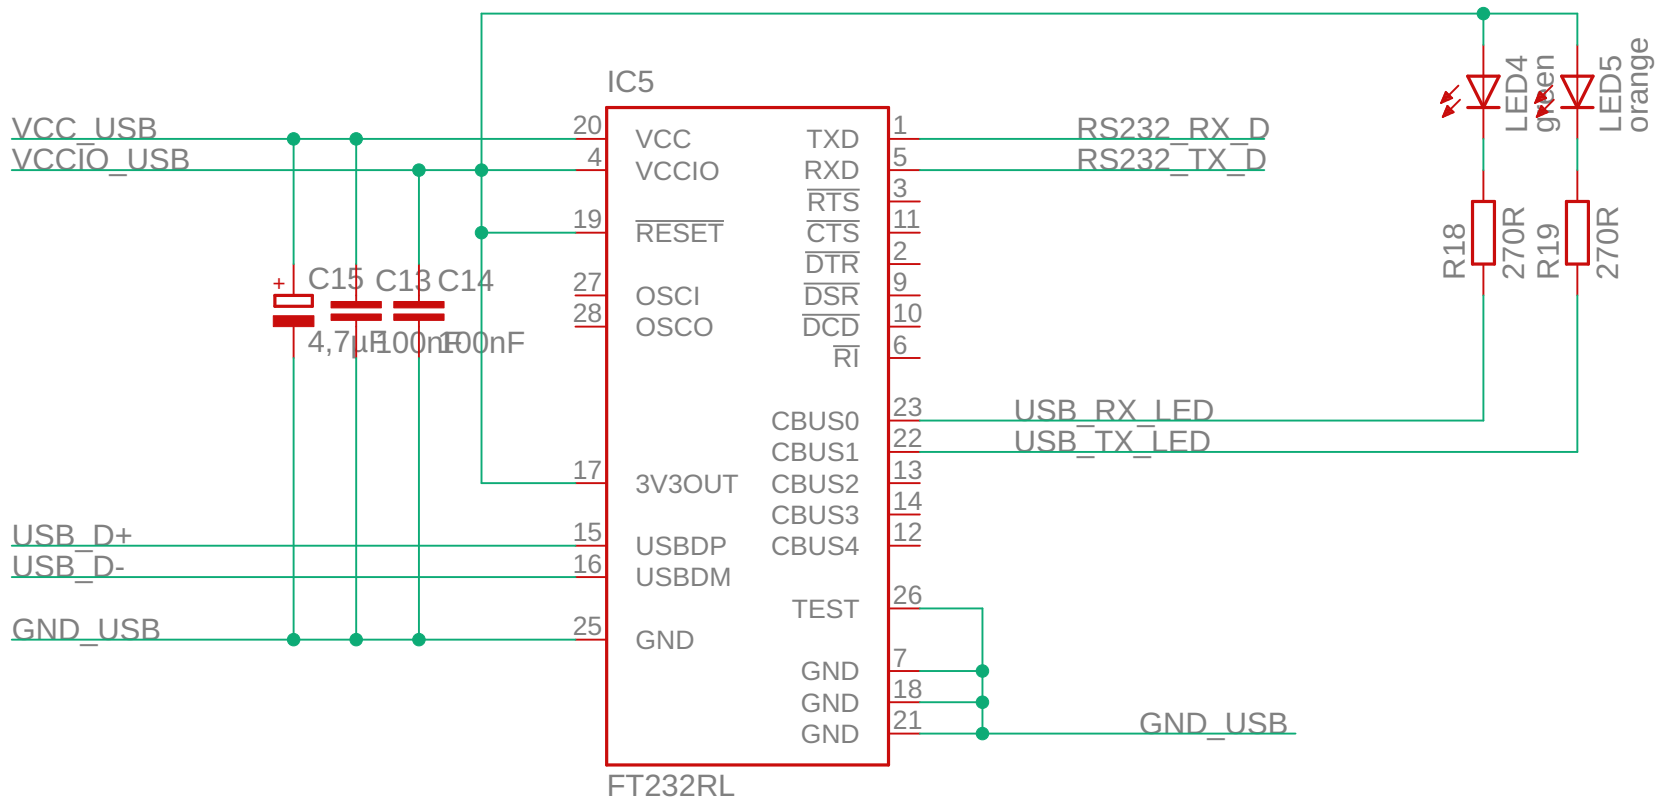 IC5
VCC_USB
VCCIO_USB
USB_D+
USB_D-
GND_USB
+
C15
4,7µF
C13
100nF
C14
100nF
20 VCC
4 VCCIO
19 RESET
27 OSCI
28 OSCO
17 3V3OUT
15 USBDP
16 USBDM
25 GND
TXD 1
RXD 5
RTS 3
CTS 11
DTR 2
DSR 9
DCD 10
RI 6
CBUS0 23
CBUS1 22
CBUS2 13
CBUS3 14
CBUS4 12
TEST 26
GND 7
GND 18
GND 21
FT232RL
RS232_RX_D
RS232_TX_D
USB_RX_LED
USB_TX_LED
GND_USB
LED4
green
LED5
orange
R18
270R
R19
270R